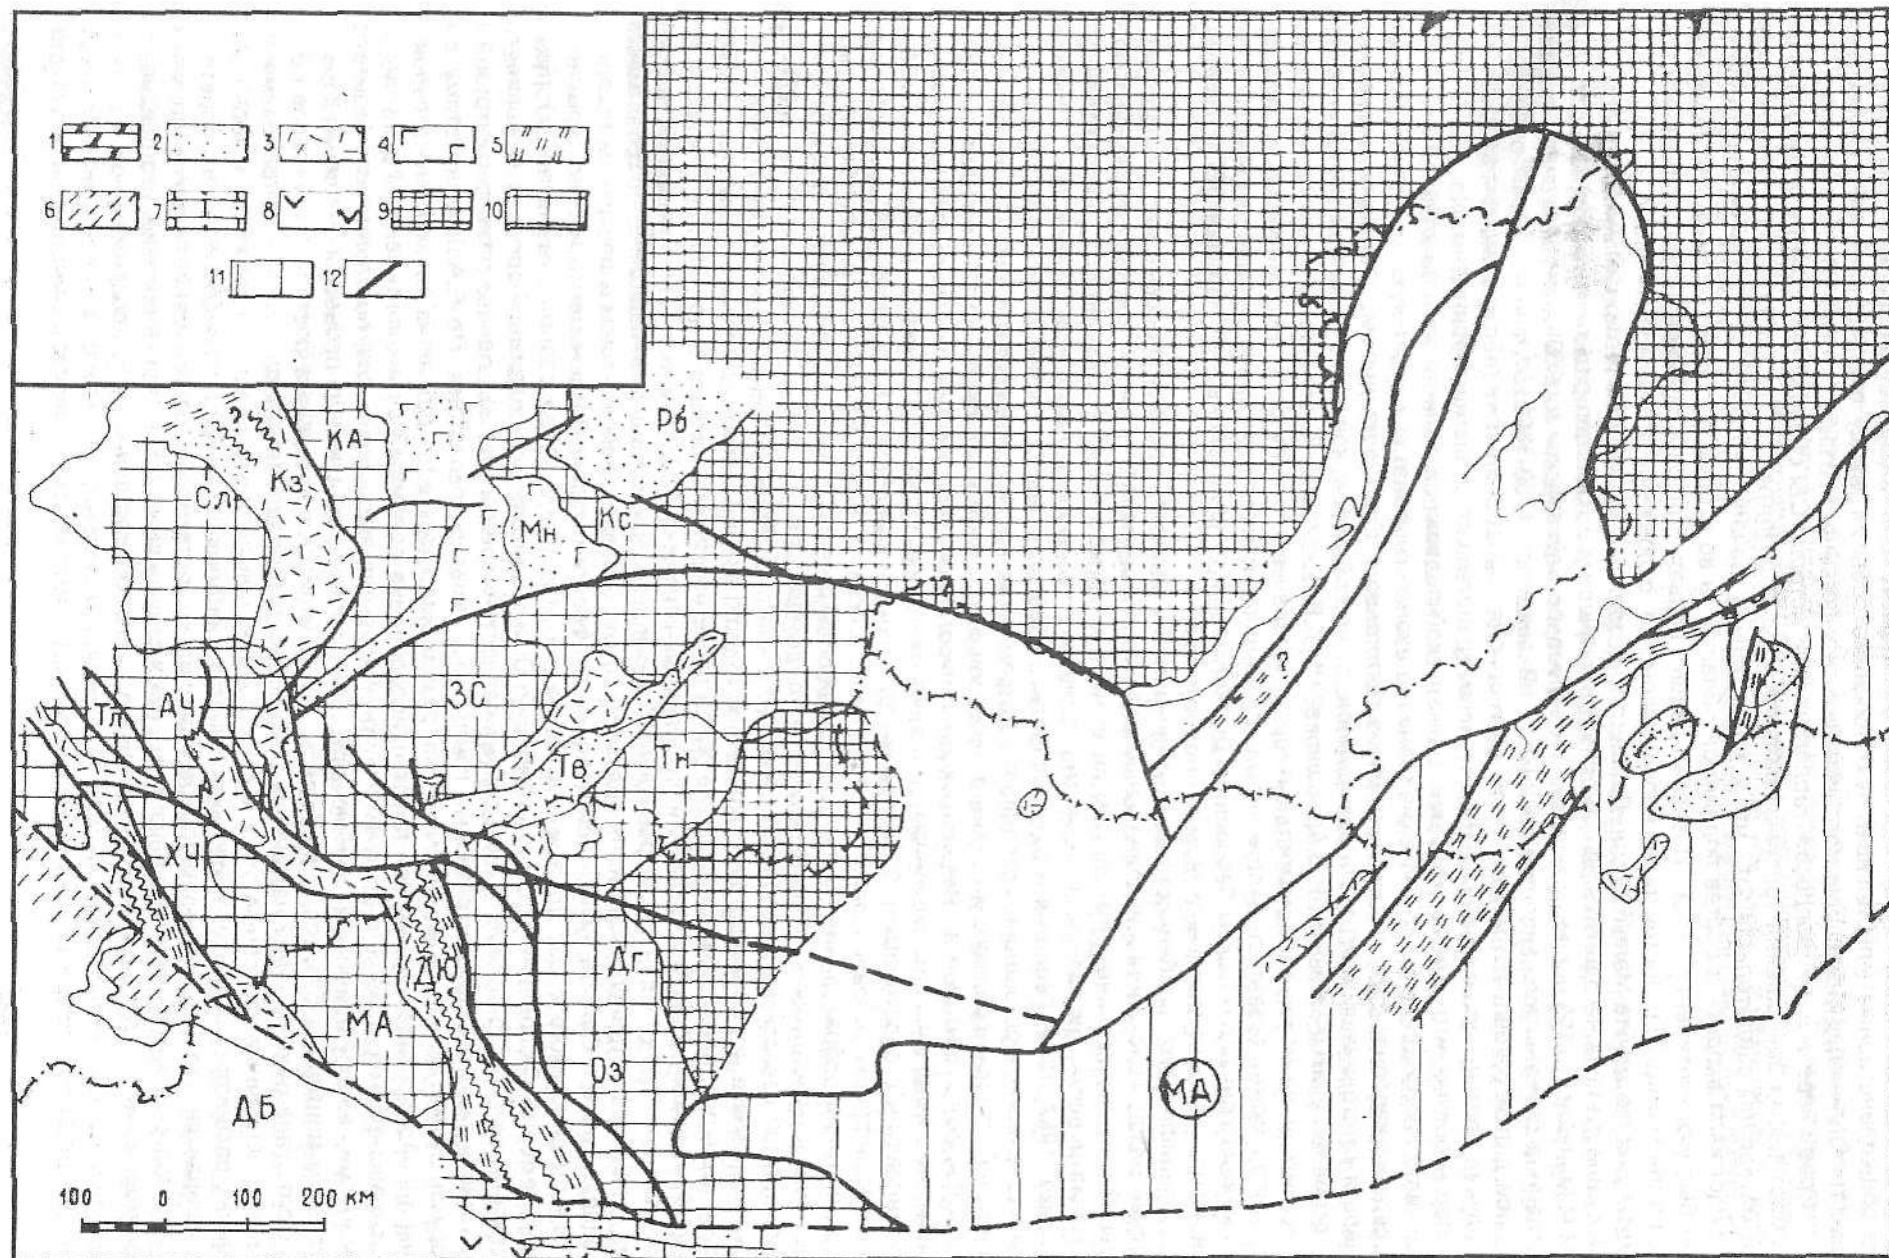 1 2 3 4 5
6 7 8 9 10
11 12
Рб
?
КА
Кз
Сл
Кс
Мн
?
АЧ
ЗС
Тл
?
Тв
Тн
ХЧ
Дг
ДЮ
МА
Оз
МА
ДБ
100 0 100 200 км